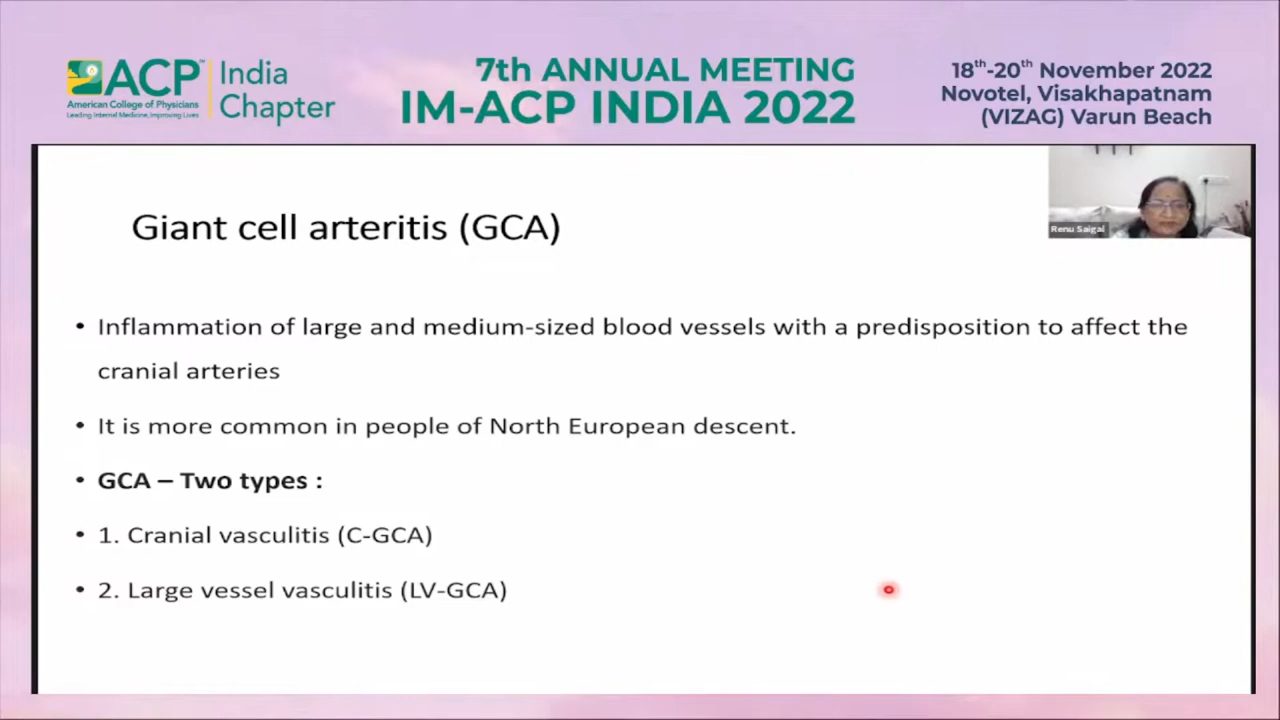 ACP™
American College of Physicians
Leading Internal Medicine, Improving Lives
India
Chapter
7th ANNUAL MEETING
IM-ACP INDIA 2022
18th-20th November 2022
Novotel, Visakhapatnam
(VIZAG) Varun Beach
Renu Saigal
Giant cell arteritis (GCA)
• Inflammation of large and medium-sized blood vessels with a predisposition to affect the
cranial arteries
• It is more common in people of North European descent.
• GCA – Two types :
• 1. Cranial vasculitis (C-GCA)
• 2. Large vessel vasculitis (LV-GCA)